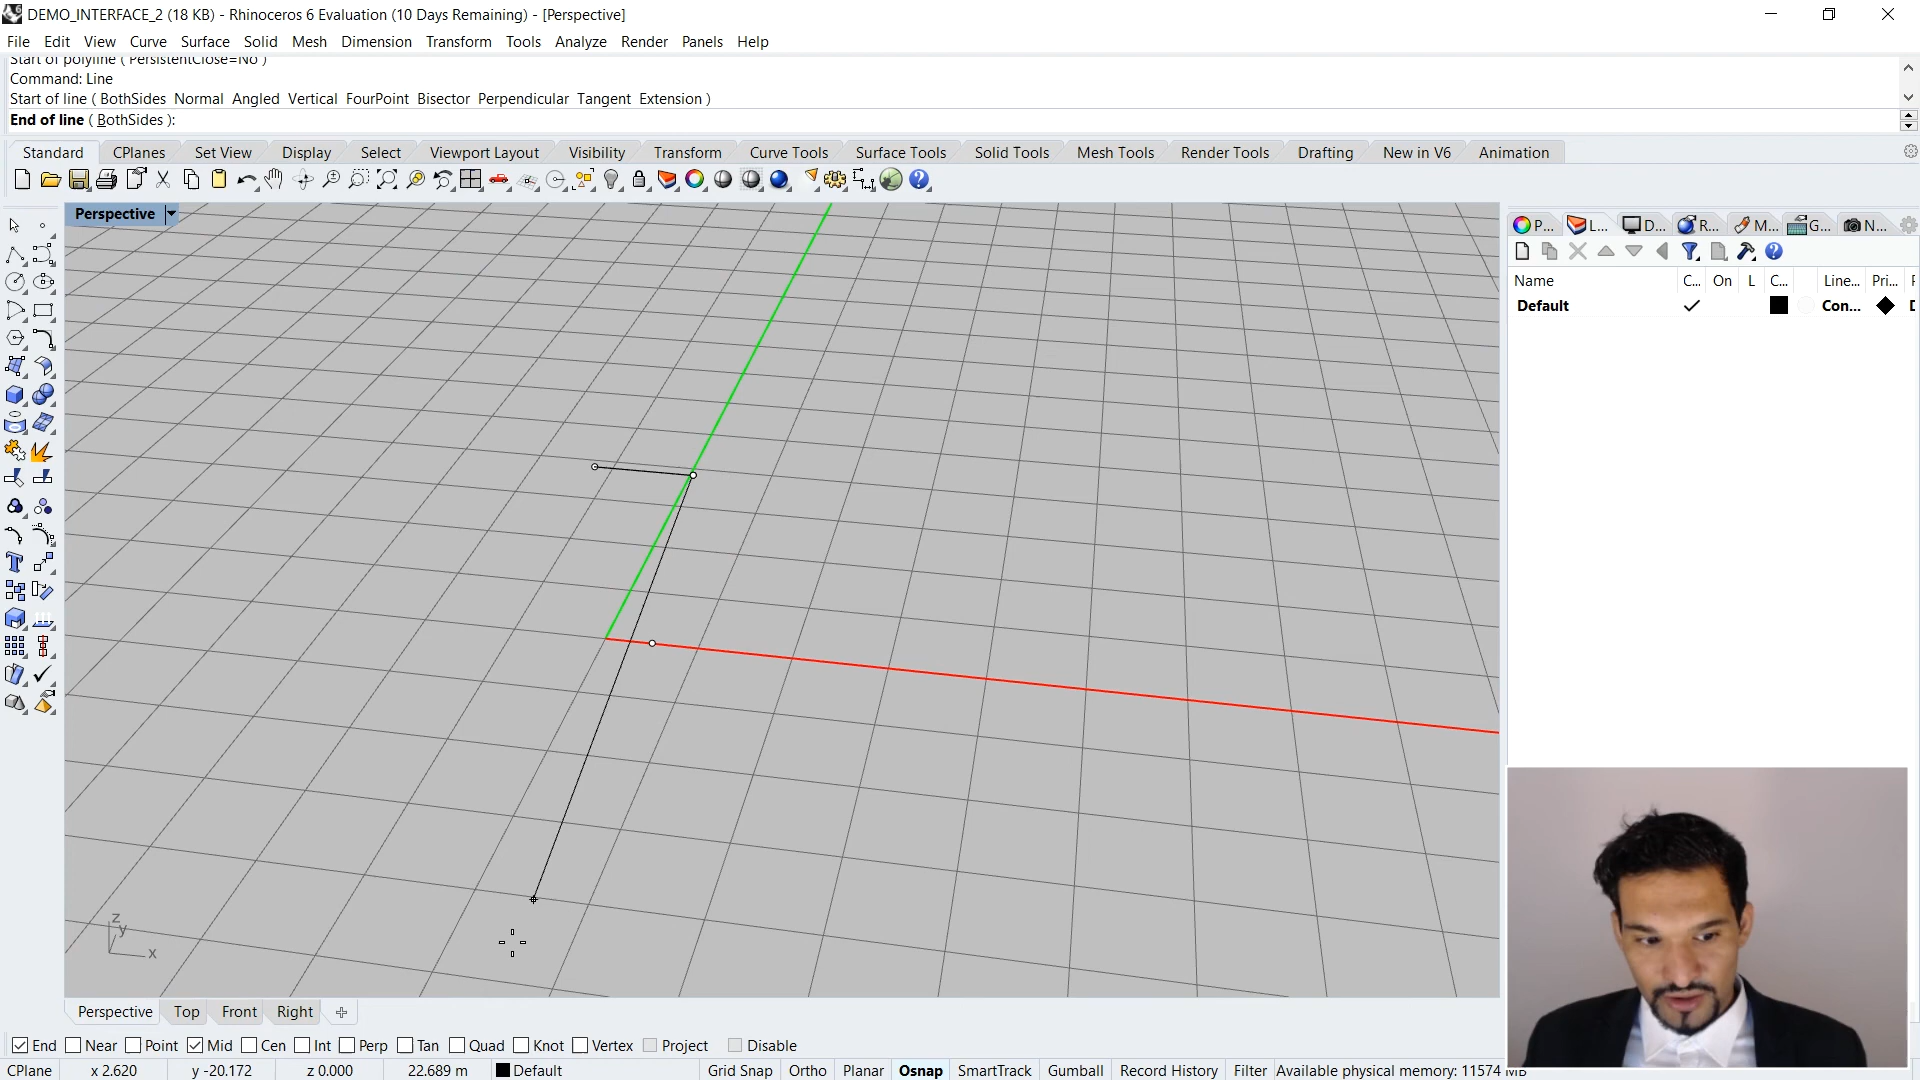 DEMO_INTERFACE_2 (18 KB) - Rhinoceros 6 Evaluation (10 Days Remaining) - [Perspective]
File Edit View Curve Surface Solid Mesh Dimension Transform Tools Analyze Render Panels Help
Start of polyline ( PersistentClose=No )
Command: Line
Start of line ( BothSides Normal Angled Vertical FourPoint Bisector Perpendicular Tangent Extension )
End of line ( BothSides ):
Standard CPlanes Set View Display Select Viewport Layout Visibility Transform Curve Tools Surface Tools Solid Tools Mesh Tools Render Tools Drafting New in V6 Animation
Perspective
P... L... D... R... M... G... N...
Name C... On L C... Line... Pri...
Default Con...
z
y
x
Perspective Top Front Right
End Near Point Mid Cen Int Perp Tan Quad Knot Vertex Project Disable
CPlane x 2.620 y -20.172 z 0.000 22.689 m Default Grid Snap Ortho Planar Osnap SmartTrack Gumball Record History Filter Available physical memory: 11574 MB